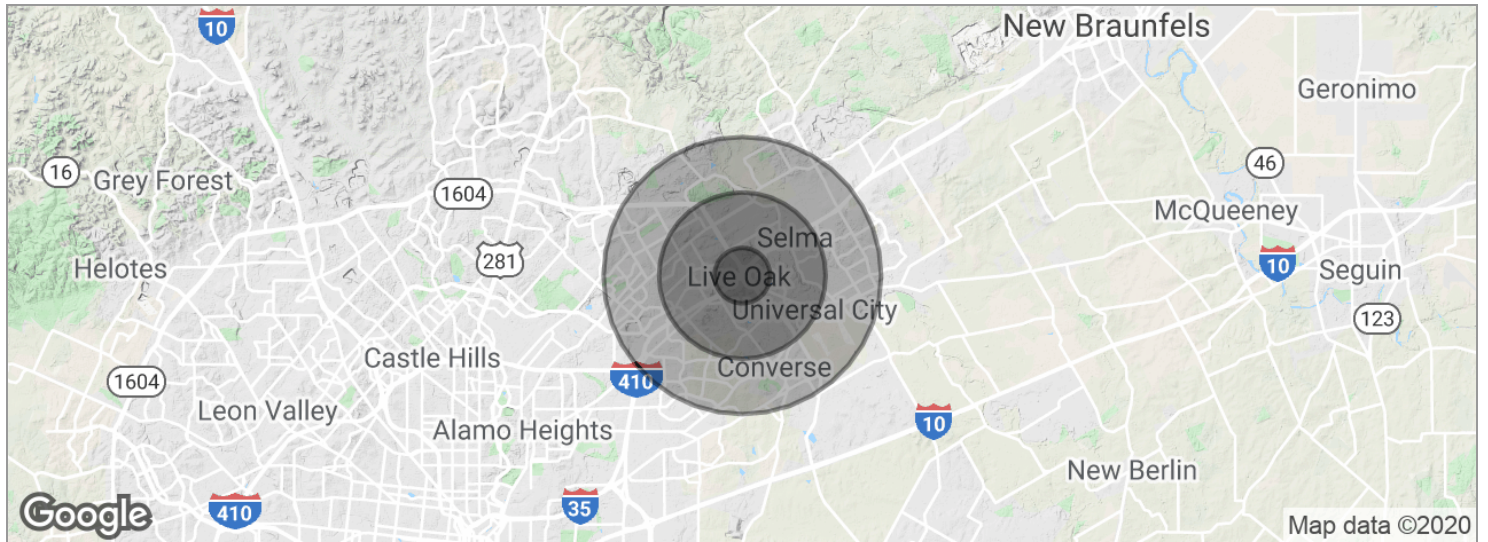 10
New Braunfels
Geronimo
16
Grey Forest
1604
46
McQueeney
Selma
281
Helotes
Live Oak
10
Seguin
Universal City
123
Castle Hills
Converse
1604
410
Leon Valley
Alamo Heights
10
New Berlin
Google
410
35
Map data ©2020